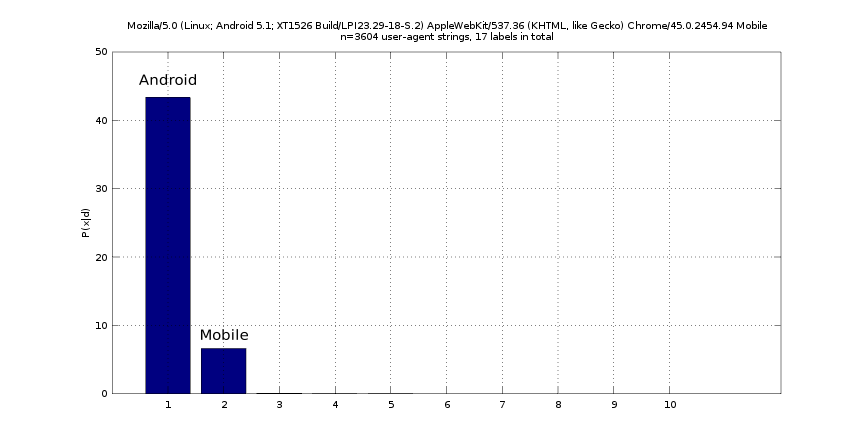 Mozilla/5.0 (Linux; Android 5.1; XT1526 Build/LPI23.29-18-S.2) AppleWebKit/537.36 (KHTML, like Gecko) Chrome/45.0.2454.94 Mobile
n=3604 user-agent strings, 17 labels in total
50
Android
40
30
P(x|d)
20
10
Mobile
0
1 2 3 4 5 6 7 8 9 10